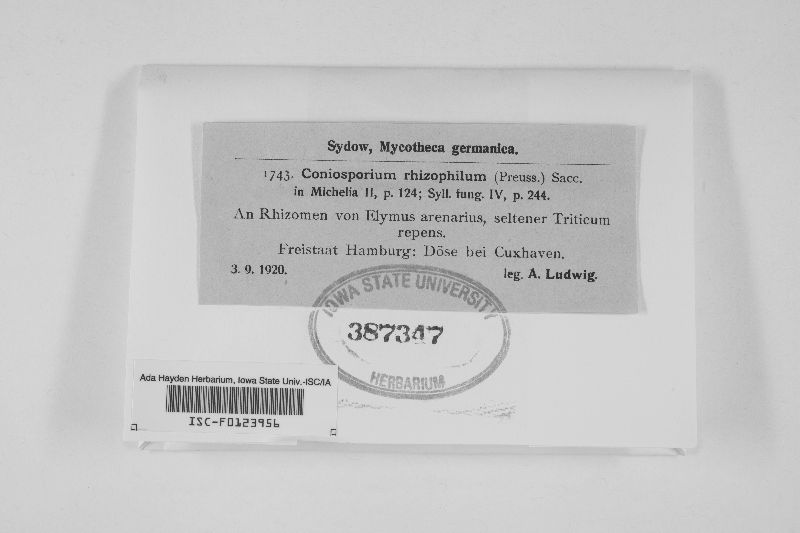 Sydow, Mycotheca germanica.
1743. Coniosporium rhizophilum (Preuss.) Sacc.
in Michelia II, p. 124; Syll. fung. IV, p. 244.
An Rhizomen von Elymus arenarius, seltener Triticum
repens.
Freistaat Hamburg: Döse bei Cuxhaven.
3. 9. 1920. leg. A. Ludwig.
IOWA STATE UNIVERSITY
387347
HERBARIUM
Ada Hayden Herbarium, Iowa State Univ.-ISC/IA
ISC-F0123956